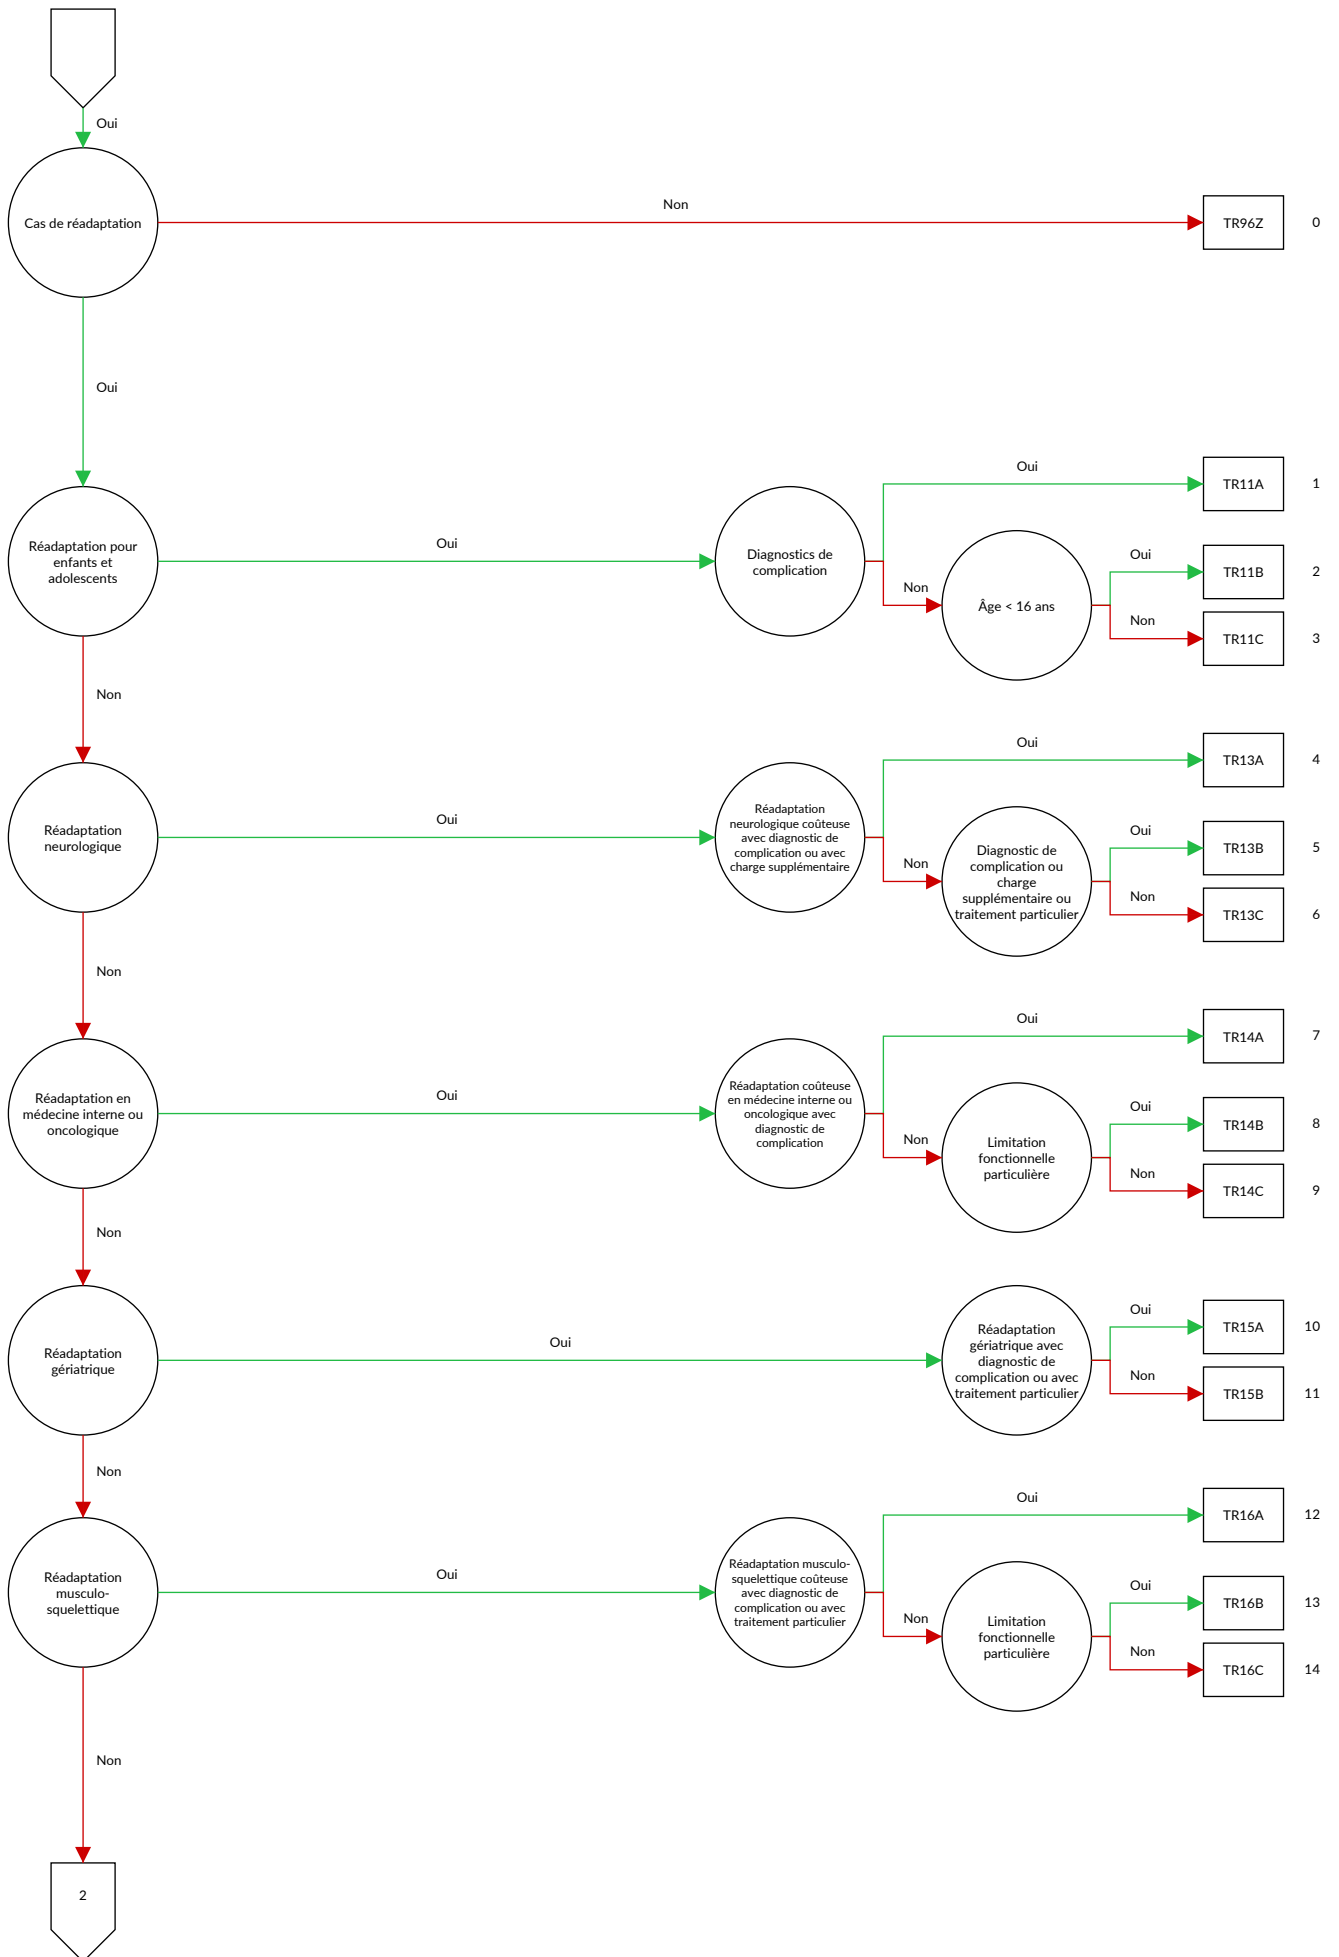 Oui
Cas de réadaptation
Non
TR96Z
0
Oui
Réadaptation pour
enfants et
adolescents
Oui
Diagnostics de
complication
Oui
TR11A
1
Non
Âge < 16 ans
Oui
TR11B
2
Non
TR11C
3
Non
Réadaptation
neurologique
Oui
Réadaptation
neurologique coûteuse
avec diagnostic de
complication ou avec
charge supplémentaire
Oui
TR13A
4
Non
Diagnostic de
complication ou
charge
supplémentaire ou
traitement particulier
Oui
TR13B
5
Non
TR13C
6
Non
Réadaptation en
médecine interne ou
oncologique
Oui
Réadaptation coûteuse
en médecine interne ou
oncologique avec
diagnostic de
complication
Oui
TR14A
7
Non
Limitation
fonctionnelle
particulière
Oui
TR14B
8
Non
TR14C
9
Non
Réadaptation
gériatrique
Oui
Réadaptation
gériatrique avec
diagnostic de
complication ou avec
traitement particulier
Oui
TR15A
10
Non
TR15B
11
Non
Réadaptation
musculo-
squelettique
Oui
Réadaptation musculo-
squelettique coûteuse
avec diagnostic de
complication ou avec
traitement particulier
Oui
TR16A
12
Non
Limitation
fonctionnelle
particulière
Oui
TR16B
13
Non
TR16C
14
Non
2